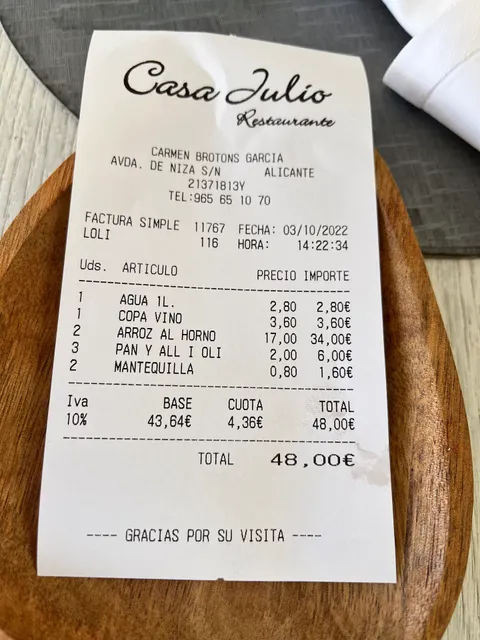 Casa Julio
Restaurante
CARMEN BROTONS GARCIA
AVDA. DE NIZA S/N ALICANTE
21371813Y
TEL:965 65 10 70
FACTURA SIMPLE 11767 FECHA: 03/10/2022
LOLI 116 HORA: 14:22:34
Uds. ARTICULO PRECIO IMPORTE
1 AGUA 1L. 2,80 2,80€
1 COPA VINO 3,60 3,60€
2 ARROZ AL HORNO 17,00 34,00€
3 PAN Y ALL I OLI 2,00 6,00€
2 MANTEQUILLA 0,80 1,60€
Iva BASE CUOTA TOTAL
10% 43,64€ 4,36€ 48,00€
TOTAL 48,00€
---- GRACIAS POR SU VISITA ----